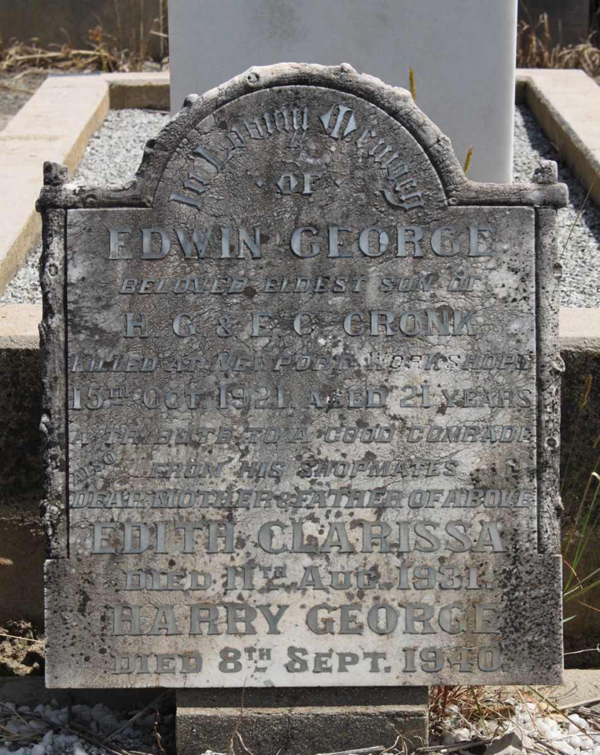 In Loving Memory
OF
EDWIN GEORGE
BELOVED ELDEST SON OF
H. G. & E. C. CRONK
KILLED AT NEWPORT WORKSHOPS
15TH OCT 1921, AGED 21 YEARS
A TRIBUTE TO A GOOD COMRADE
FROM HIS SHOPMATES
ALSO
DEAR MOTHER & FATHER OF ABOVE
EDITH CLARISSA
DIED 11TH AUG. 1931.
HARRY GEORGE
DIED 8TH SEPT. 1940.